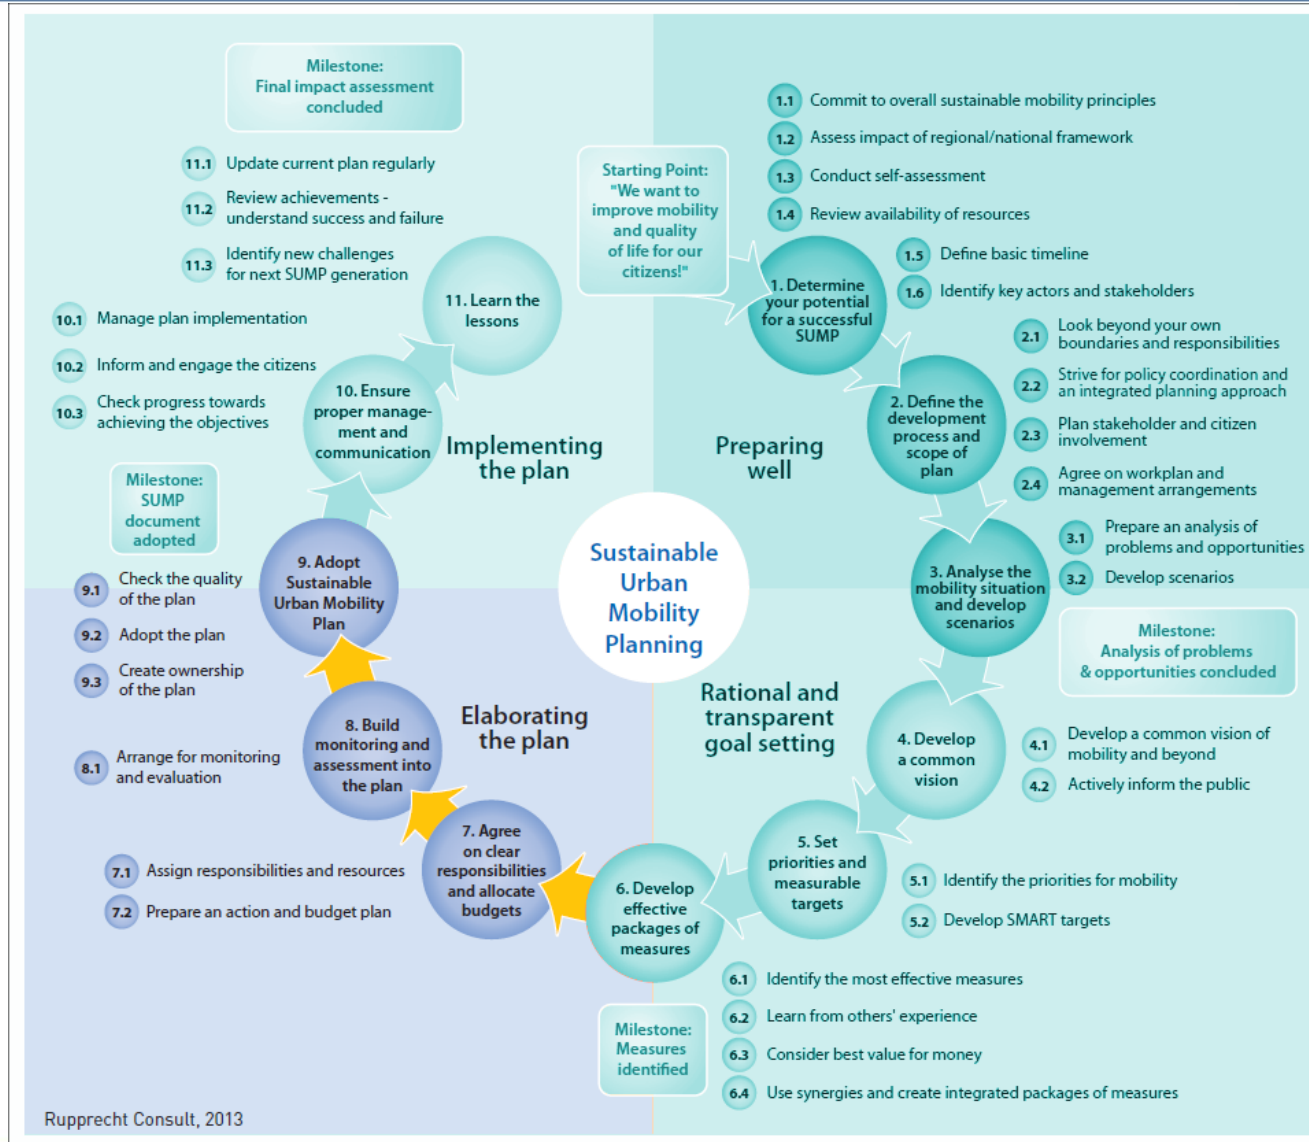 Milestone:
Final impact assessment
concluded
11.1 Update current plan regularly
11.2 Review achievements -
understand success and failure
11.3 Identify new challenges
for next SUMP generation
Starting Point:
"We want to
improve mobility
and quality
of life for our
citizens!"
1.1 Commit to overall sustainable mobility principles
1.2 Assess impact of regional/national framework
1.3 Conduct self-assessment
1.4 Review availability of resources
1.5 Define basic timeline
1.6 Identify key actors and stakeholders
1. Determine
your potential
for a successful
SUMP
2.1 Look beyond your own
boundaries and responsibilities
2.2 Strive for policy coordination and
an integrated planning approach
2.3 Plan stakeholder and citizen
involvement
2.4 Agree on workplan and
management arrangements
2. Define the
development
process and
scope of
plan
3.1 Prepare an analysis of
problems and opportunities
3.2 Develop scenarios
3. Analyse the
mobility situation
and develop
scenarios
Milestone:
Analysis of problems
& opportunities concluded
4. Develop
a common
vision
4.1 Develop a common vision of
mobility and beyond
4.2 Actively inform the public
5. Set
priorities and
measurable
targets
5.1 Identify the priorities for mobility
5.2 Develop SMART targets
6. Develop
effective
packages of
measures
6.1 Identify the most effective measures
6.2 Learn from others' experience
6.3 Consider best value for money
6.4 Use synergies and create integrated packages of measures
Milestone:
Measures
identified
7. Agree
on clear
responsibilities
and allocate
budgets
7.1 Assign responsibilities and resources
7.2 Prepare an action and budget plan
8. Build
monitoring and
assessment into
the plan
8.1 Arrange for monitoring
and evaluation
9. Adopt
Sustainable
Urban Mobility
Plan
9.1 Check the quality
of the plan
9.2 Adopt the plan
9.3 Create ownership
of the plan
Milestone:
SUMP
document
adopted
10. Ensure
proper manage-
ment and
communication
10.1 Manage plan implementation
10.2 Inform and engage the citizens
10.3 Check progress towards
achieving the objectives
11. Learn the
lessons
Implementing
the plan
Preparing
well
Sustainable
Urban
Mobility
Planning
Elaborating
the plan
Rational and
transparent
goal setting
Rupprecht Consult, 2013